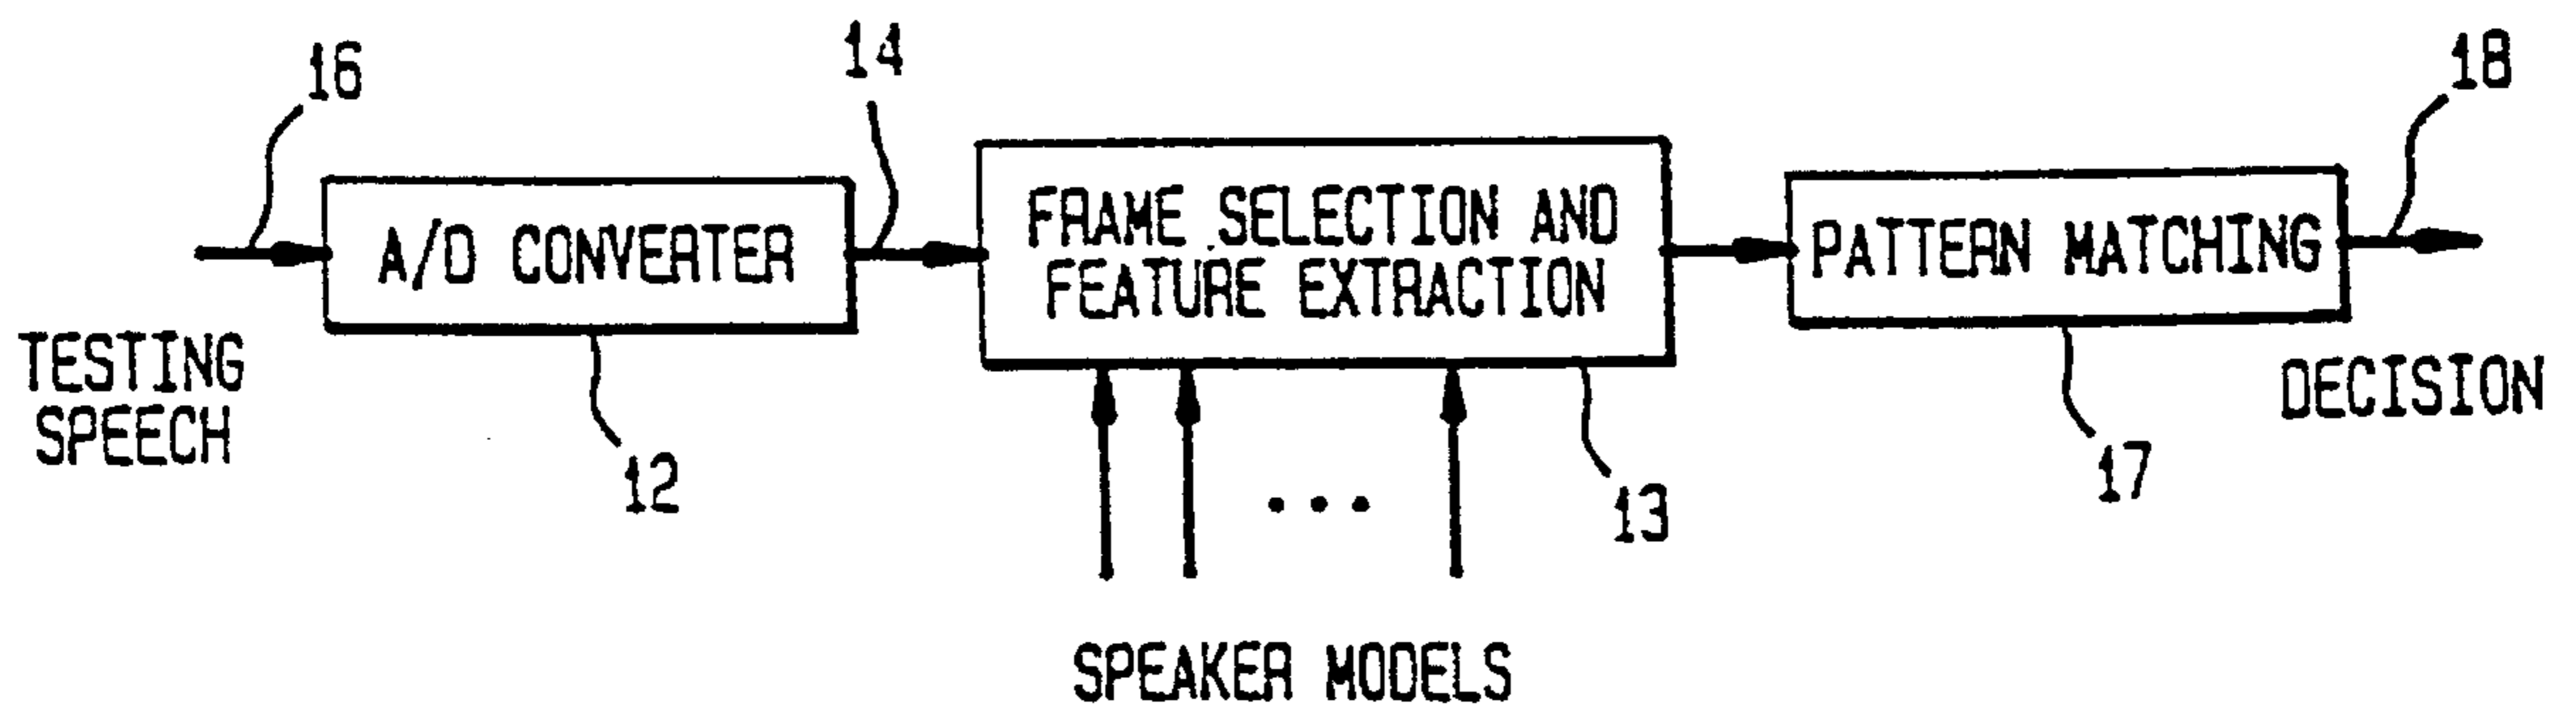 16
14
18
A/D CONVERTER
FRAME SELECTION AND
FEATURE EXTRACTION
PATTERN MATCHING
TESTING
SPEECH
DECISION
12
13
17
SPEAKER MODELS